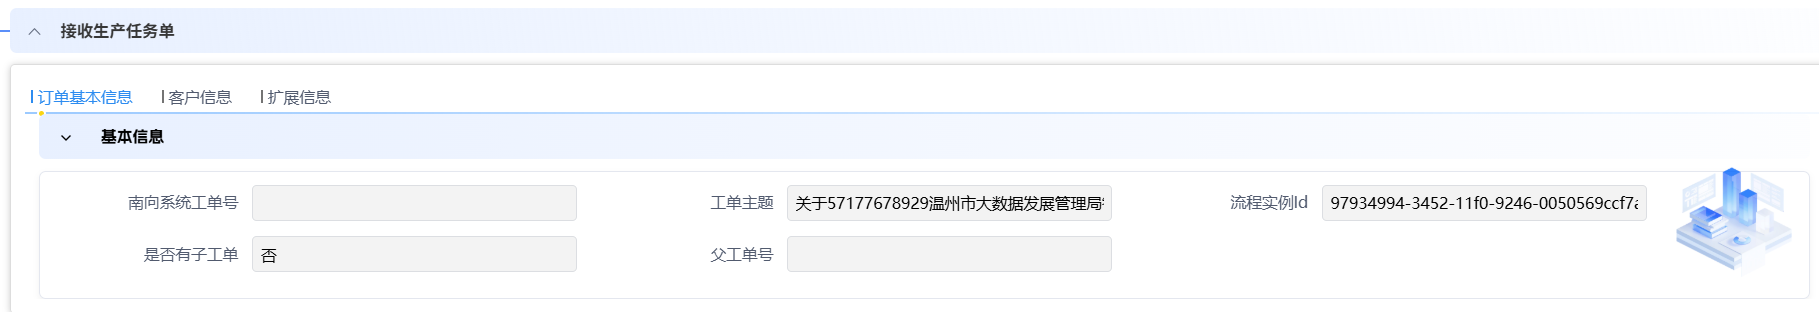 接收生产任务单
订单基本信息 客户信息 扩展信息
基本信息
南向系统工单号 工单主题 关于57177678929温州市大数据发展管理局 流程实例Id 97934994-3452-11f0-9246-0050569ccf7a
是否有子工单 否 父工单号